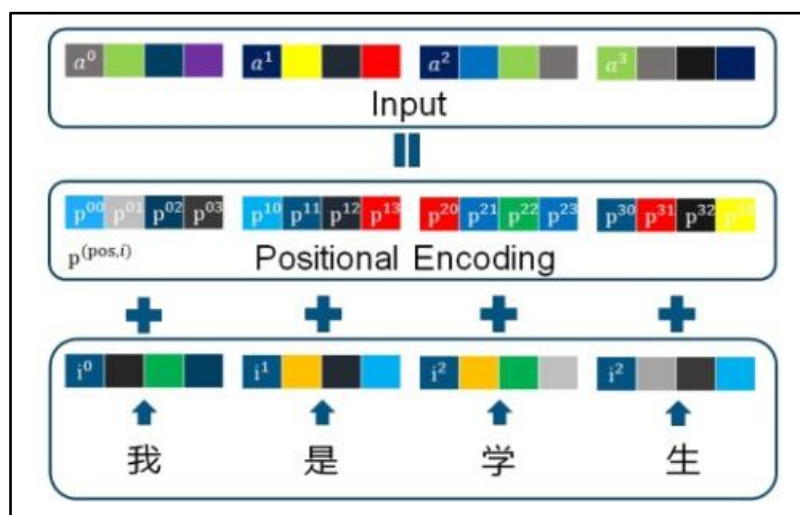 a⁰ a¹ a² a³
Input
p⁰⁰ p⁰¹ p⁰² p⁰³ p¹⁰ p¹¹ p¹² p¹³ p²⁰ p²¹ p²² p²³ p³⁰ p³¹ p³² p³³
p⁽ᵖᵒˢ,ⁱ⁾ Positional Encoding
i⁰ i¹ i² i²
我 是 学 生